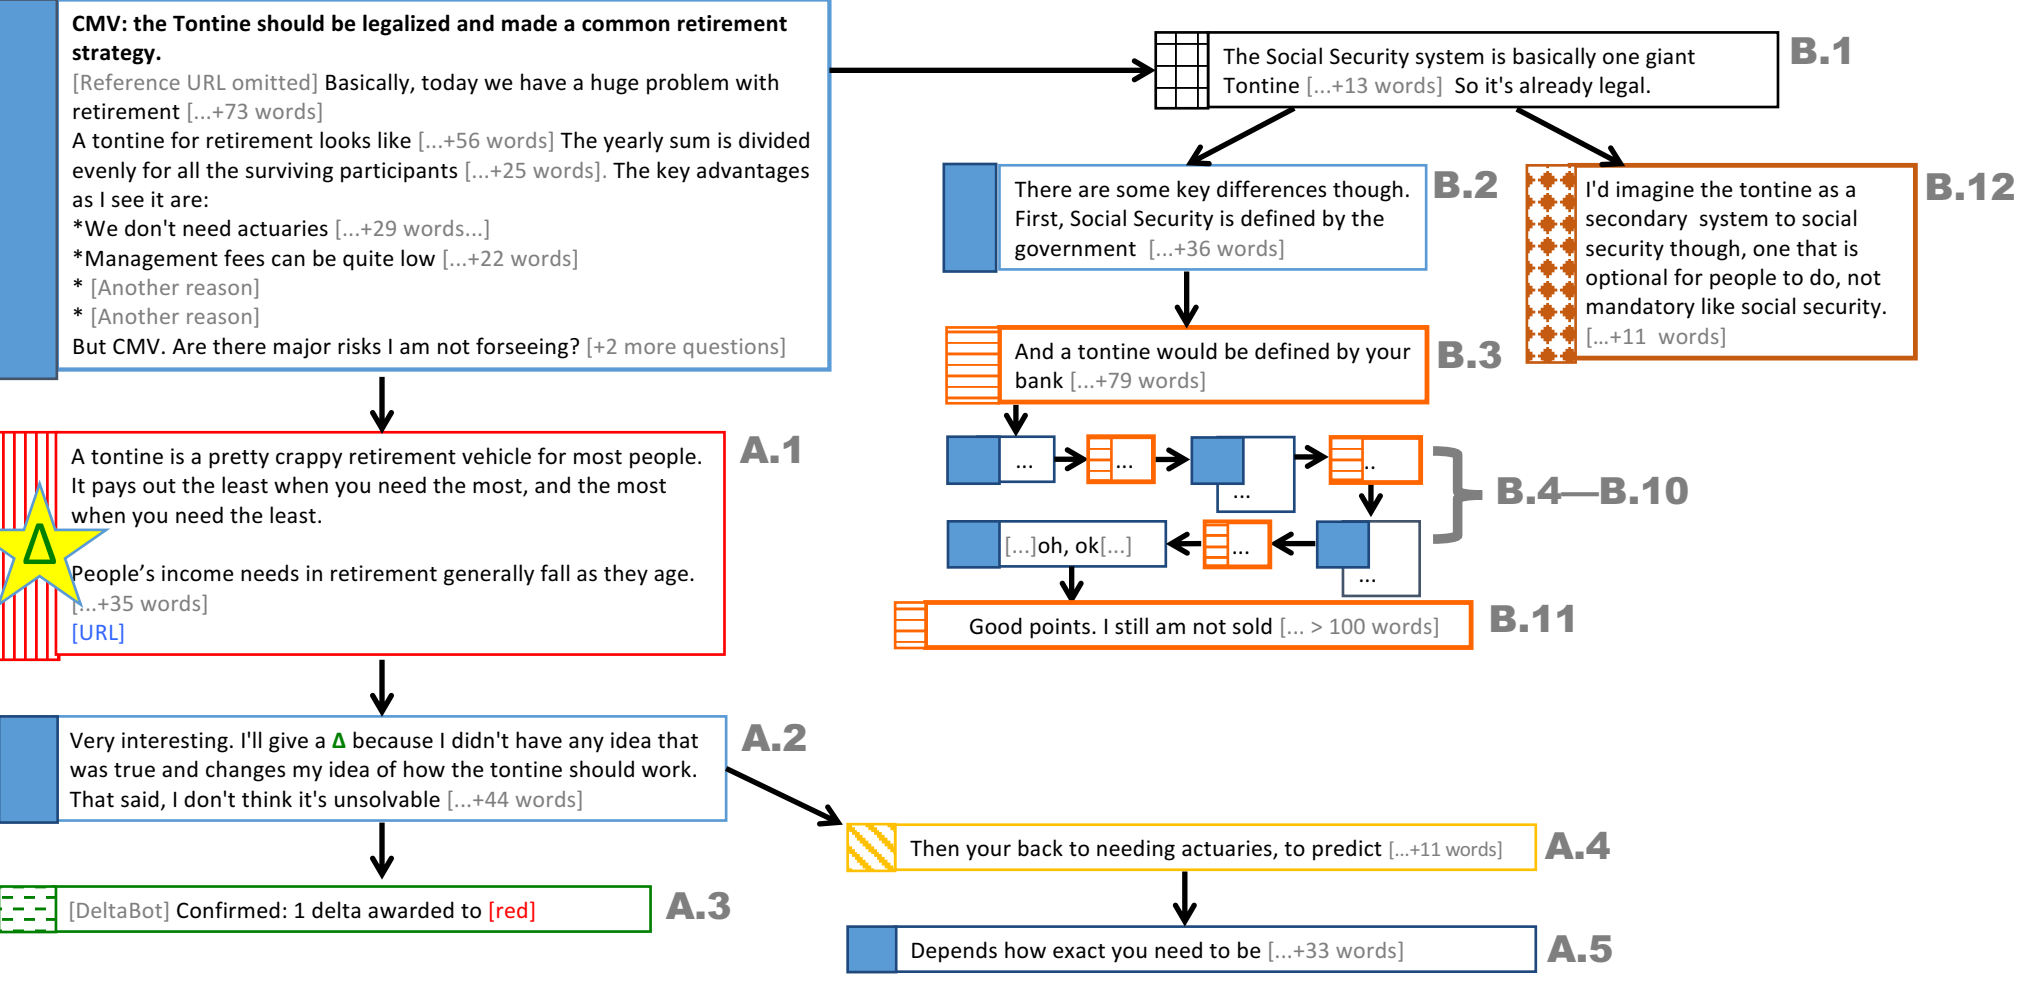 CMV: the Tontine should be legalized and made a common retirement
strategy.
[Reference URL omitted] Basically, today we have a huge problem with
retirement [...+73 words]
A tontine for retirement looks like [...+56 words] The yearly sum is divided
evenly for all the surviving participants [...+25 words]. The key advantages
as I see it are:
*We don't need actuaries [...+29 words...]
*Management fees can be quite low [...+22 words]
* [Another reason]
* [Another reason]
But CMV. Are there major risks I am not forseeing? [+2 more questions]
A tontine is a pretty crappy retirement vehicle for most people.
It pays out the least when you need the most, and the most
when you need the least.
Δ
People's income needs in retirement generally fall as they age.
[...+35 words]
[URL]
A.1
Very interesting. I'll give a Δ because I didn't have any idea that
was true and changes my idea of how the tontine should work.
That said, I don't think it's unsolvable [...+44 words]
A.2
[DeltaBot] Confirmed: 1 delta awarded to [red]
A.3
Then your back to needing actuaries, to predict [...+11 words]
A.4
Depends how exact you need to be [...+33 words]
A.5
The Social Security system is basically one giant
Tontine [...+13 words] So it's already legal.
B.1
There are some key differences though.
First, Social Security is defined by the
government [...+36 words]
B.2
And a tontine would be defined by your
bank [...+79 words]
B.3
...
...
...
..
B.4—B.10
...
...
[...]oh, ok[...]
Good points. I still am not sold [... > 100 words]
B.11
I'd imagine the tontine as a
secondary system to social
security though, one that is
optional for people to do, not
mandatory like social security.
[...+11 words]
B.12